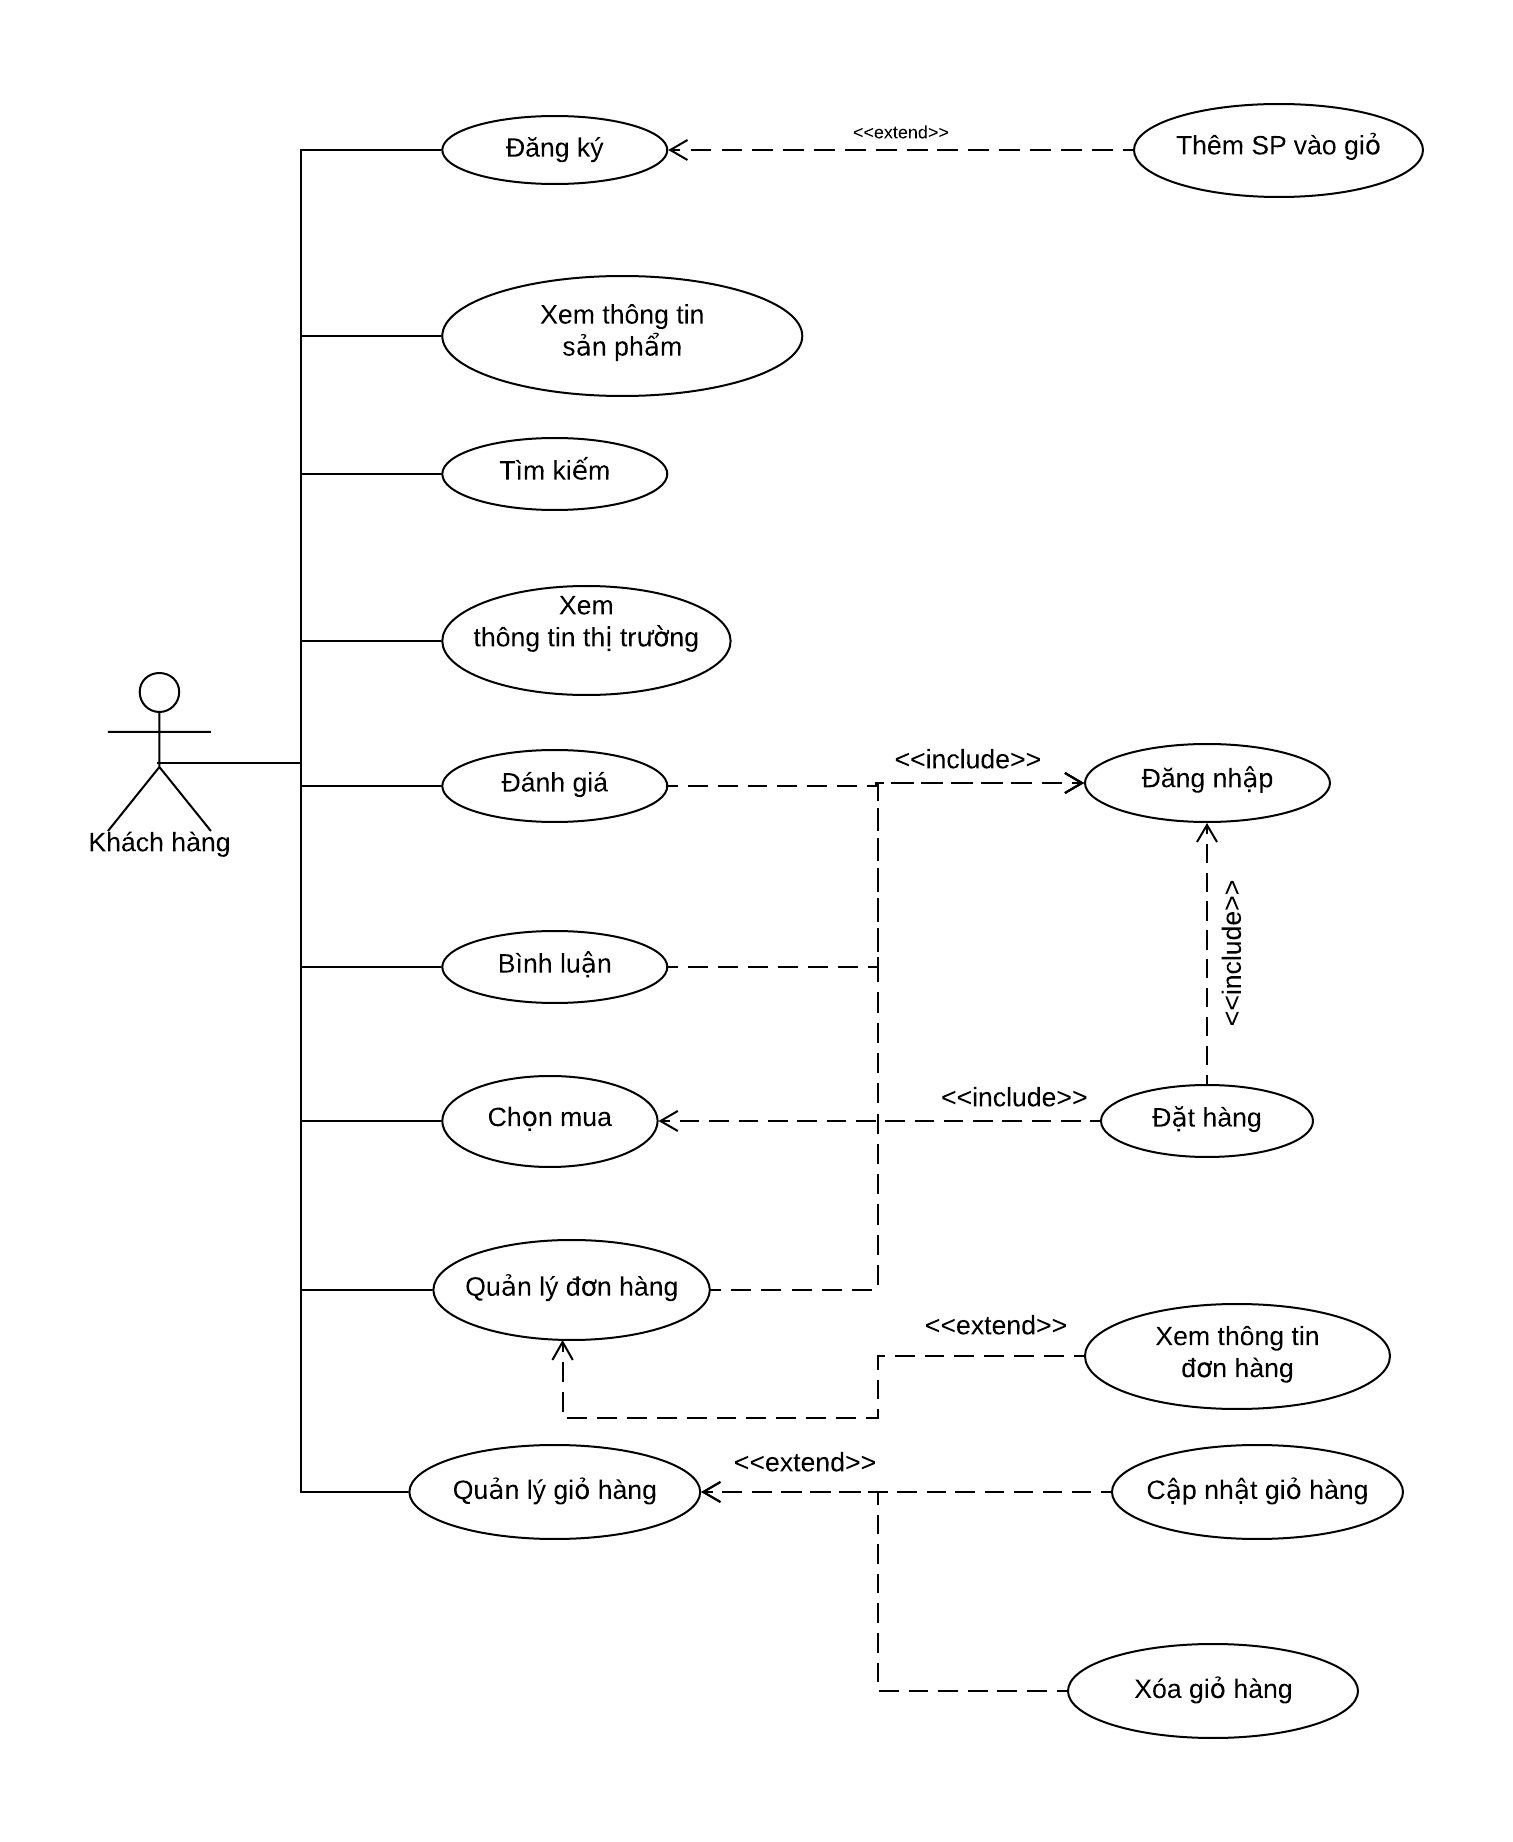 Đăng ký
<<extend>>
Thêm SP vào giỏ
Xem thông tin
sản phẩm
Tìm kiếm
Xem
thông tin thị trường
Khách hàng
Đánh giá
<<include>>
Đăng nhập
<<include>>
Bình luận
Chọn mua
<<include>>
Đặt hàng
Quản lý đơn hàng
<<extend>>
Xem thông tin
đơn hàng
Quản lý giỏ hàng
<<extend>>
Cập nhật giỏ hàng
Xóa giỏ hàng